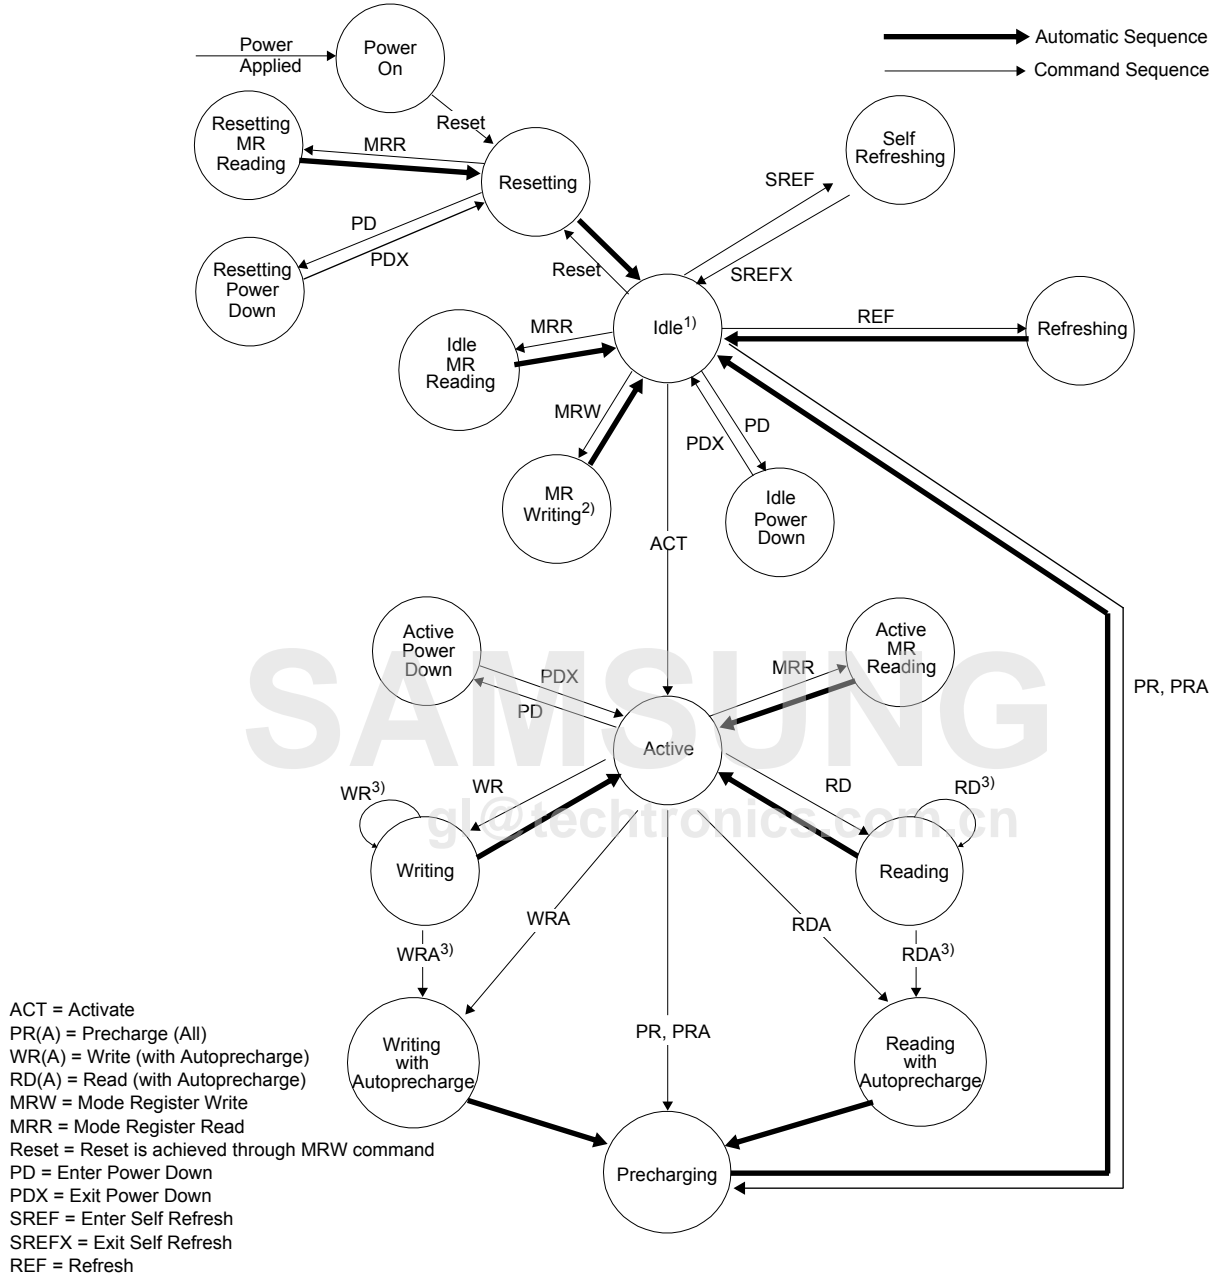 Power
Applied
Power
On
Automatic Sequence
Command Sequence
Reset
Resetting
MR
Reading
MRR
Resetting
Self
Refreshing
SREF
PD
PDX
Resetting
Power
Down
Reset
SREFX
Idle1)
REF
Refreshing
MRR
Idle
MR
Reading
MRW
PD
PDX
MR
Writing2)
Idle
Power
Down
ACT
Active
Power
Down
Active
MR
Reading
PDX
PD
MRR
SAMSUNG
PR, PRA
Active
WR3)
WR
RD
RD3)
gl@techtronics.com.cn
Writing
Reading
WRA
RDA
WRA3)
RDA3)
PR, PRA
Writing
with
Autoprecharge
Reading
with
Autoprecharge
Precharging
ACT = Activate
PR(A) = Precharge (All)
WR(A) = Write (with Autoprecharge)
RD(A) = Read (with Autoprecharge)
MRW = Mode Register Write
MRR = Mode Register Read
Reset = Reset is achieved through MRW command
PD = Enter Power Down
PDX = Exit Power Down
SREF = Enter Self Refresh
SREFX = Exit Self Refresh
REF = Refresh